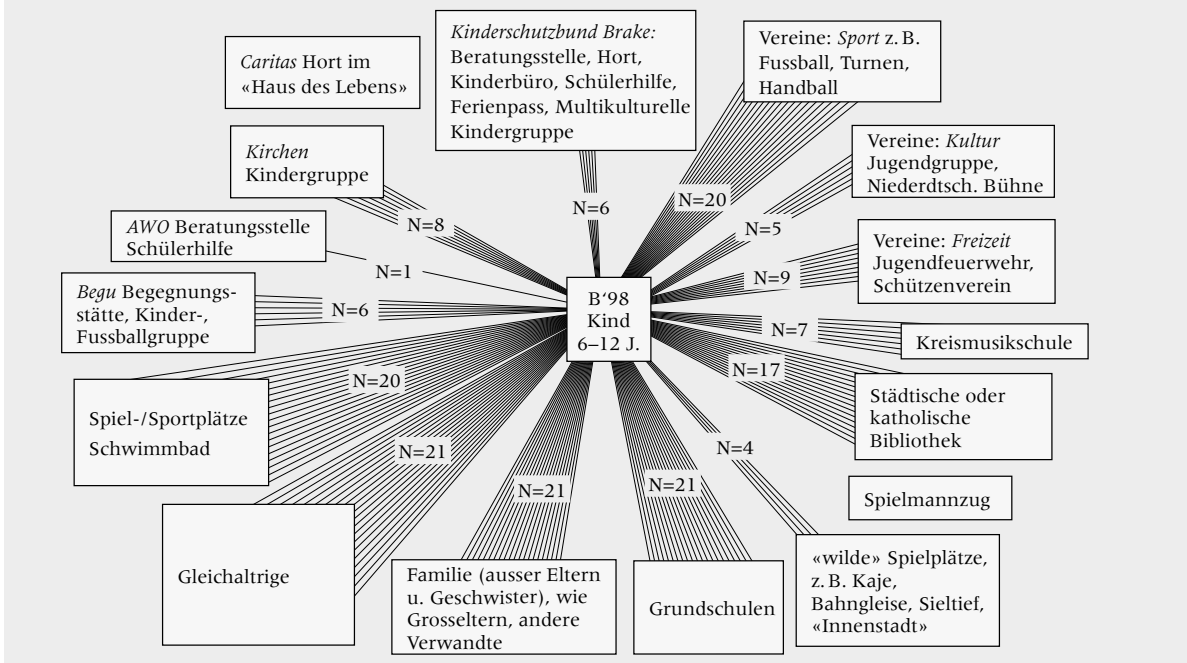 Caritas Hort im
«Haus des Lebens»
Kinderschutzbund Brake:
Beratungsstelle, Hort,
Kinderbüro, Schülerhilfe,
Ferienpass, Multikulturelle
Kindergruppe
Vereine: Sport z. B.
Fussball, Turnen,
Handball
Kirchen
Kindergruppe
Vereine: Kultur
Jugendgruppe,
Niederdtsch. Bühne
N=8
N=6
N=20
N=5
AWO Beratungsstelle
Schülerhilfe
N=1
Vereine: Freizeit
Jugendfeuerwehr,
Schützenverein
N=9
Begu Begegnungs-
stätte, Kinder-,
Fussballgruppe
N=6
B‘98
Kind
6–12 J.
N=7
Kreismusikschule
N=20
N=17
Spiel-/Sportplätze
Schwimmbad
Städtische oder
katholische
Bibliothek
N=21
N=4
N=21
N=21
Spielmannzug
Gleichaltrige
Familie (ausser Eltern
u. Geschwister), wie
Grosseltern, andere
Verwandte
Grundschulen
«wilde» Spielplätze,
z. B. Kaje,
Bahngleise, Sieltief,
«Innenstadt»